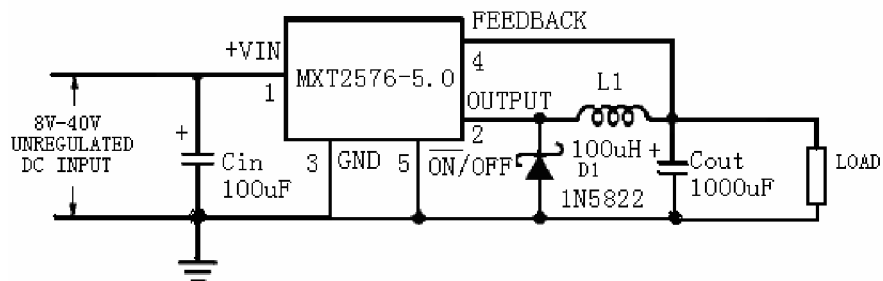 FEEDBACK
+VIN
MXT2576-5.0
4
1
OUTPUT
L1
8V-40V
UNREGULATED
DC INPUT
+
2
Cin
100uF
3
GND
5
ON/OFF
100uH
+
D1
1N5822
Cout
1000uF
LOAD